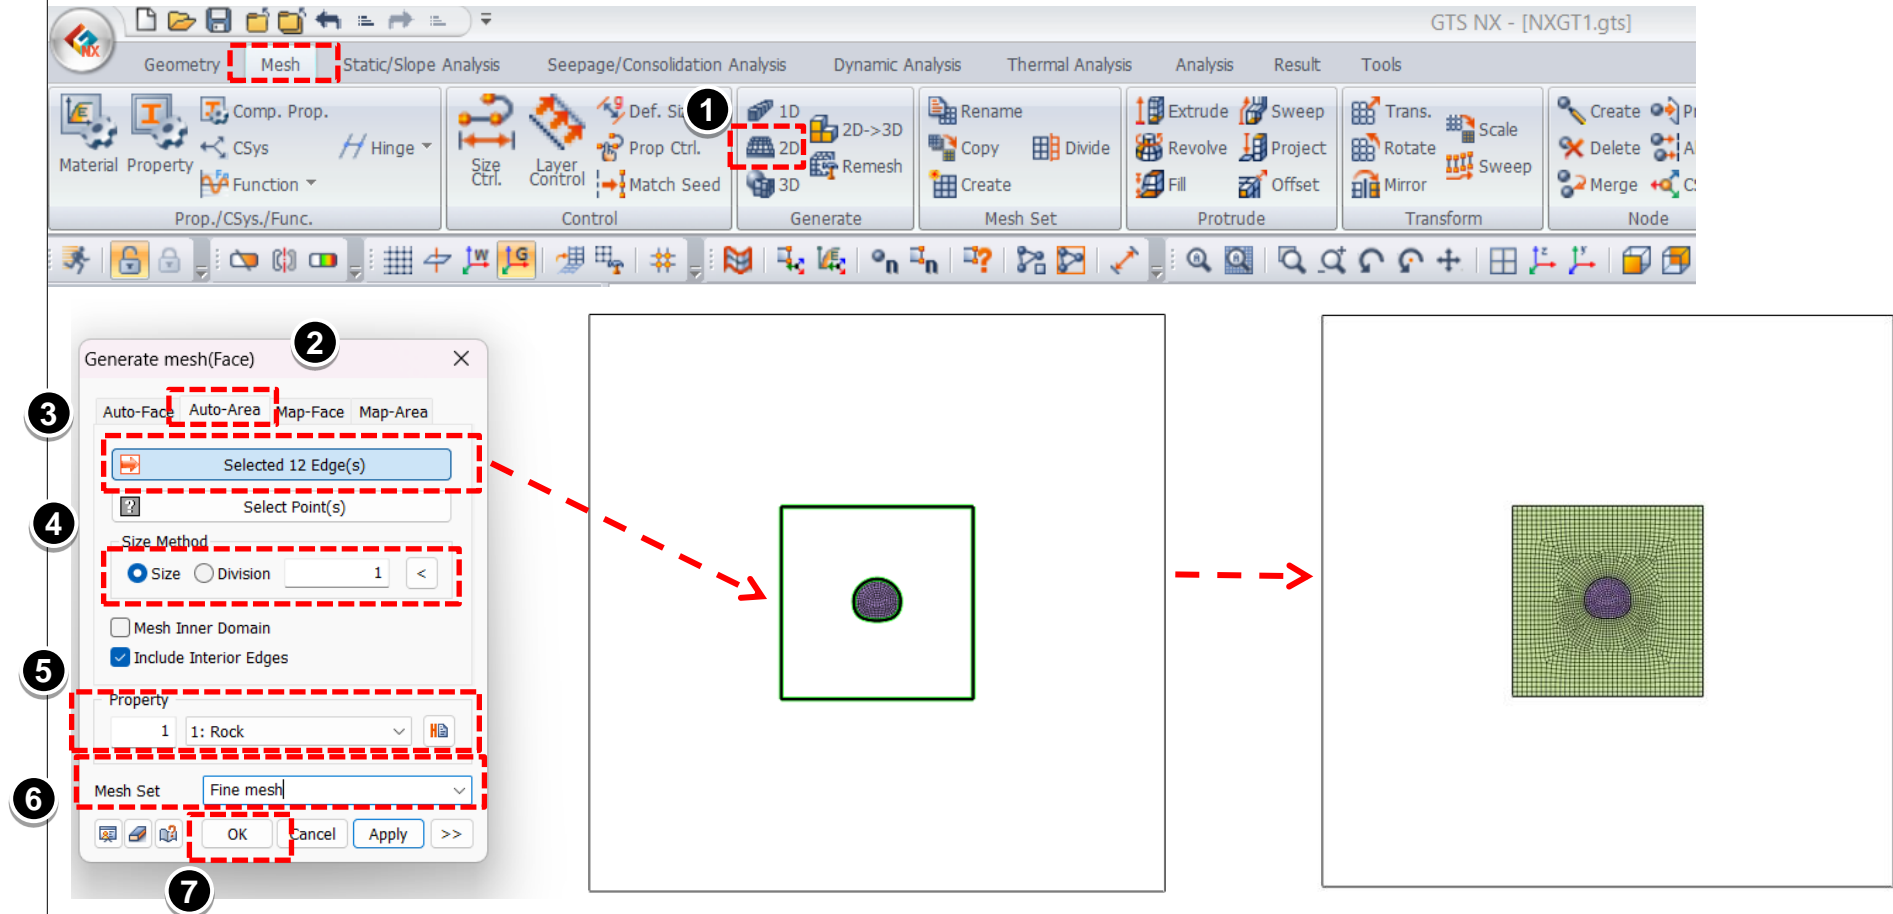 GTS NX - [NXGT1.gts]
NX
Geometry Mesh Static/Slope Analysis Seepage/Consolidation Analysis Dynamic Analysis Thermal Analysis Analysis Result Tools
1
Material Property
Comp. Prop.
CSys
Function
Hinge
Prop./CSys./Func.
Size Ctrl.
Layer Control
Prop Ctrl.
Match Seed
Control
1D
2D
3D
2D->3D
Remesh
Generate
Rename
Copy
Create
Divide
Mesh Set
Extrude Sweep
Revolve Project
Fill Offset
Protrude
Trans.
Rotate
Mirror
Scale
Sweep
Transform
Create
Delete
Merge
Node
2
Generate mesh(Face)
3
Auto-Face Auto-Area Map-Face Map-Area
Selected 12 Edge(s)
Select Point(s)
4
Size Method
Size Division 1 <
Mesh Inner Domain
Include Interior Edges
5
Property
1 1: Rock
6
Mesh Set Fine mesh
OK Cancel Apply >>
7